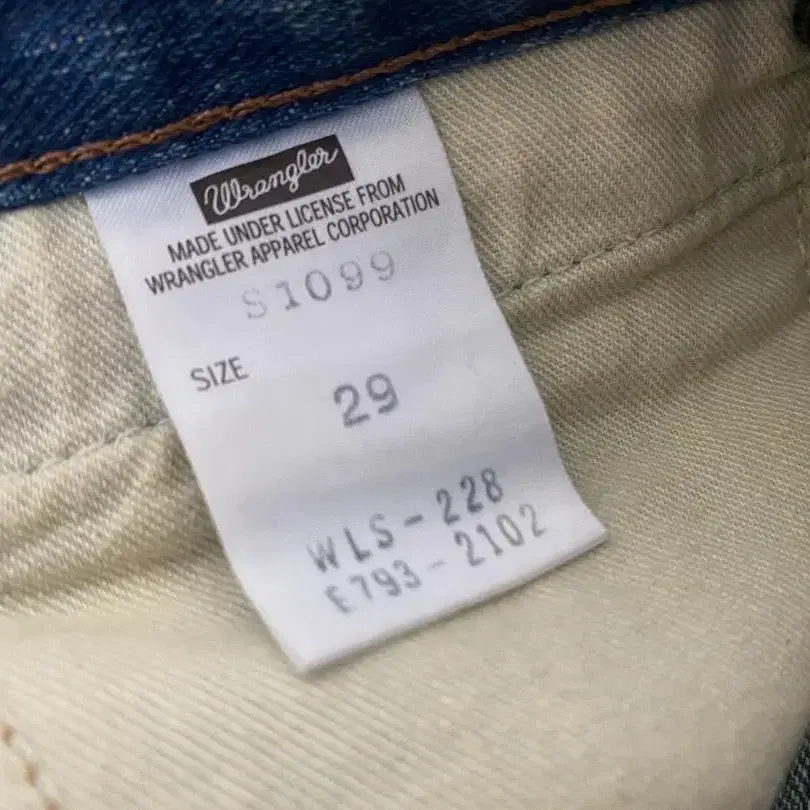 Wrangler
MADE UNDER LICENSE FROM
WRANGLER APPAREL CORPORATION
S1099
SIZE
29
WLS-228
E793-2102